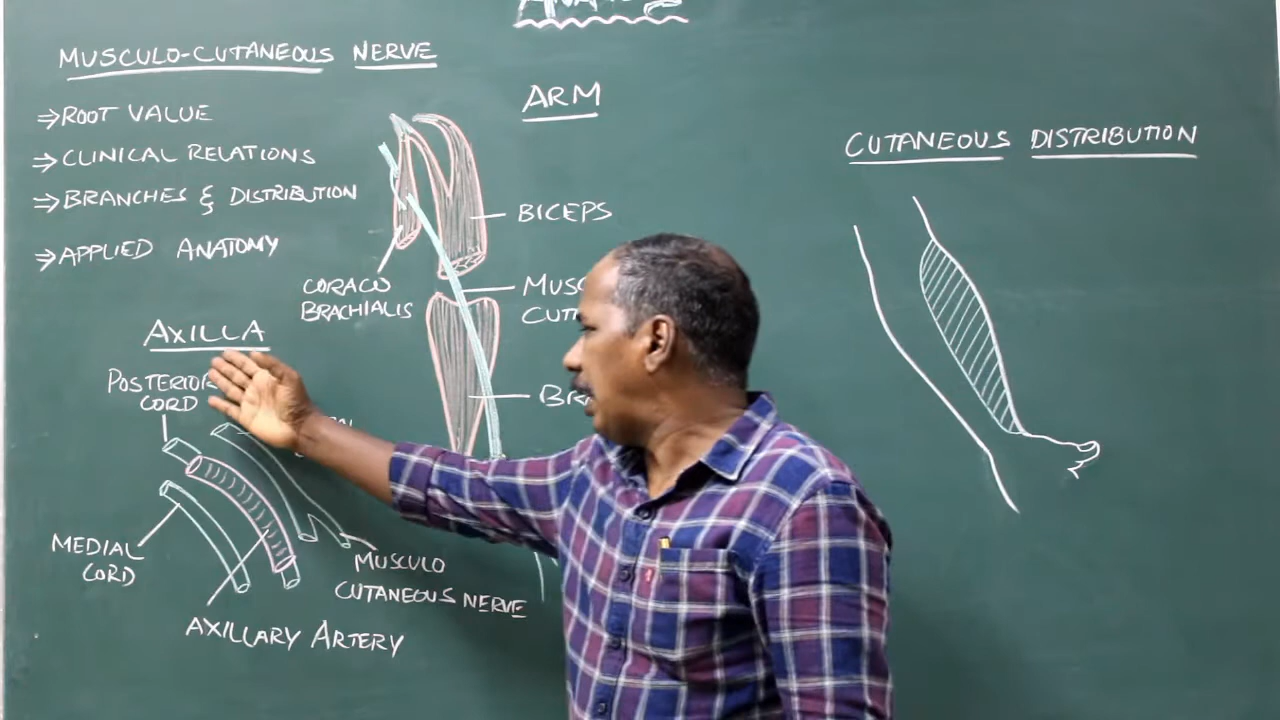 MUSCULO-CUTANEOUS NERVE
⇒ROOT VALUE
⇒CLINICAL RELATIONS
⇒BRANCHES & DISTRIBUTION
⇒APPLIED ANATOMY
ARM
BICEPS
CORACO
BRACHIALIS
AXILLA
POSTERIOR
CORD
MEDIAL
CORD
MUSCULO
CUTANEOUS NERVE
AXILLARY ARTERY
CUTANEOUS DISTRIBUTION